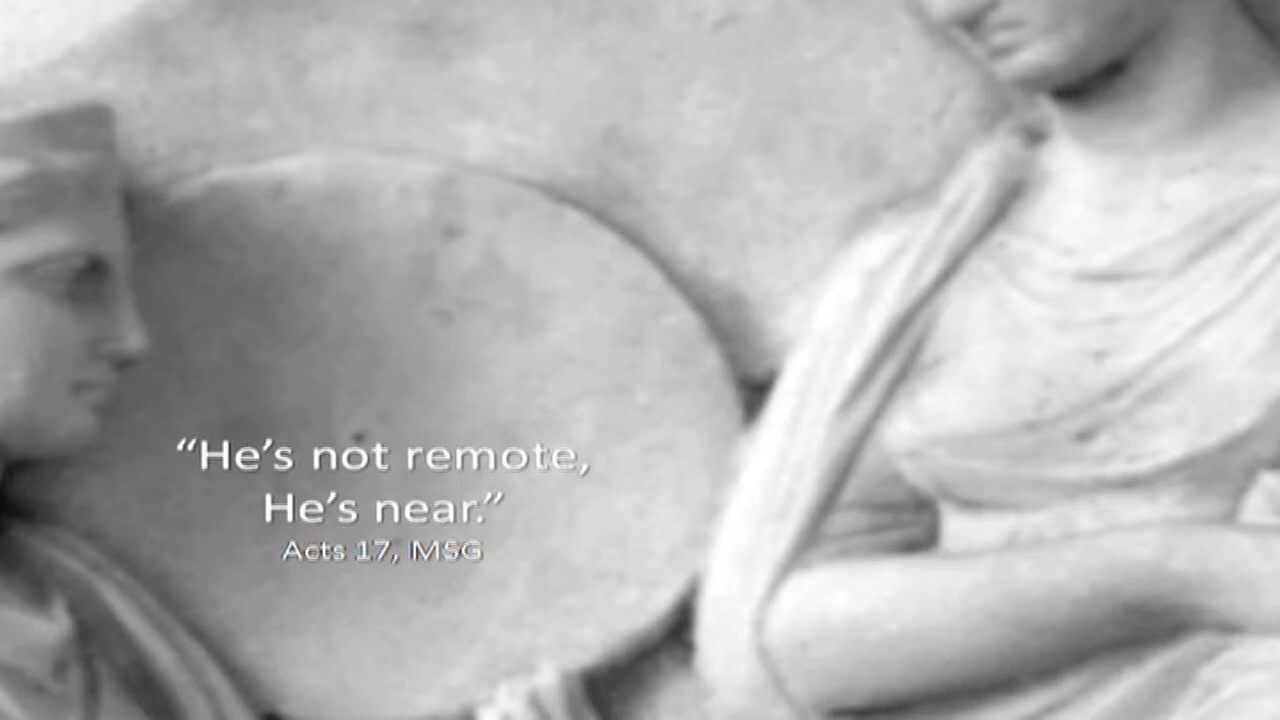 “He’s not remote,
He’s near.”
Acts 17, MSG